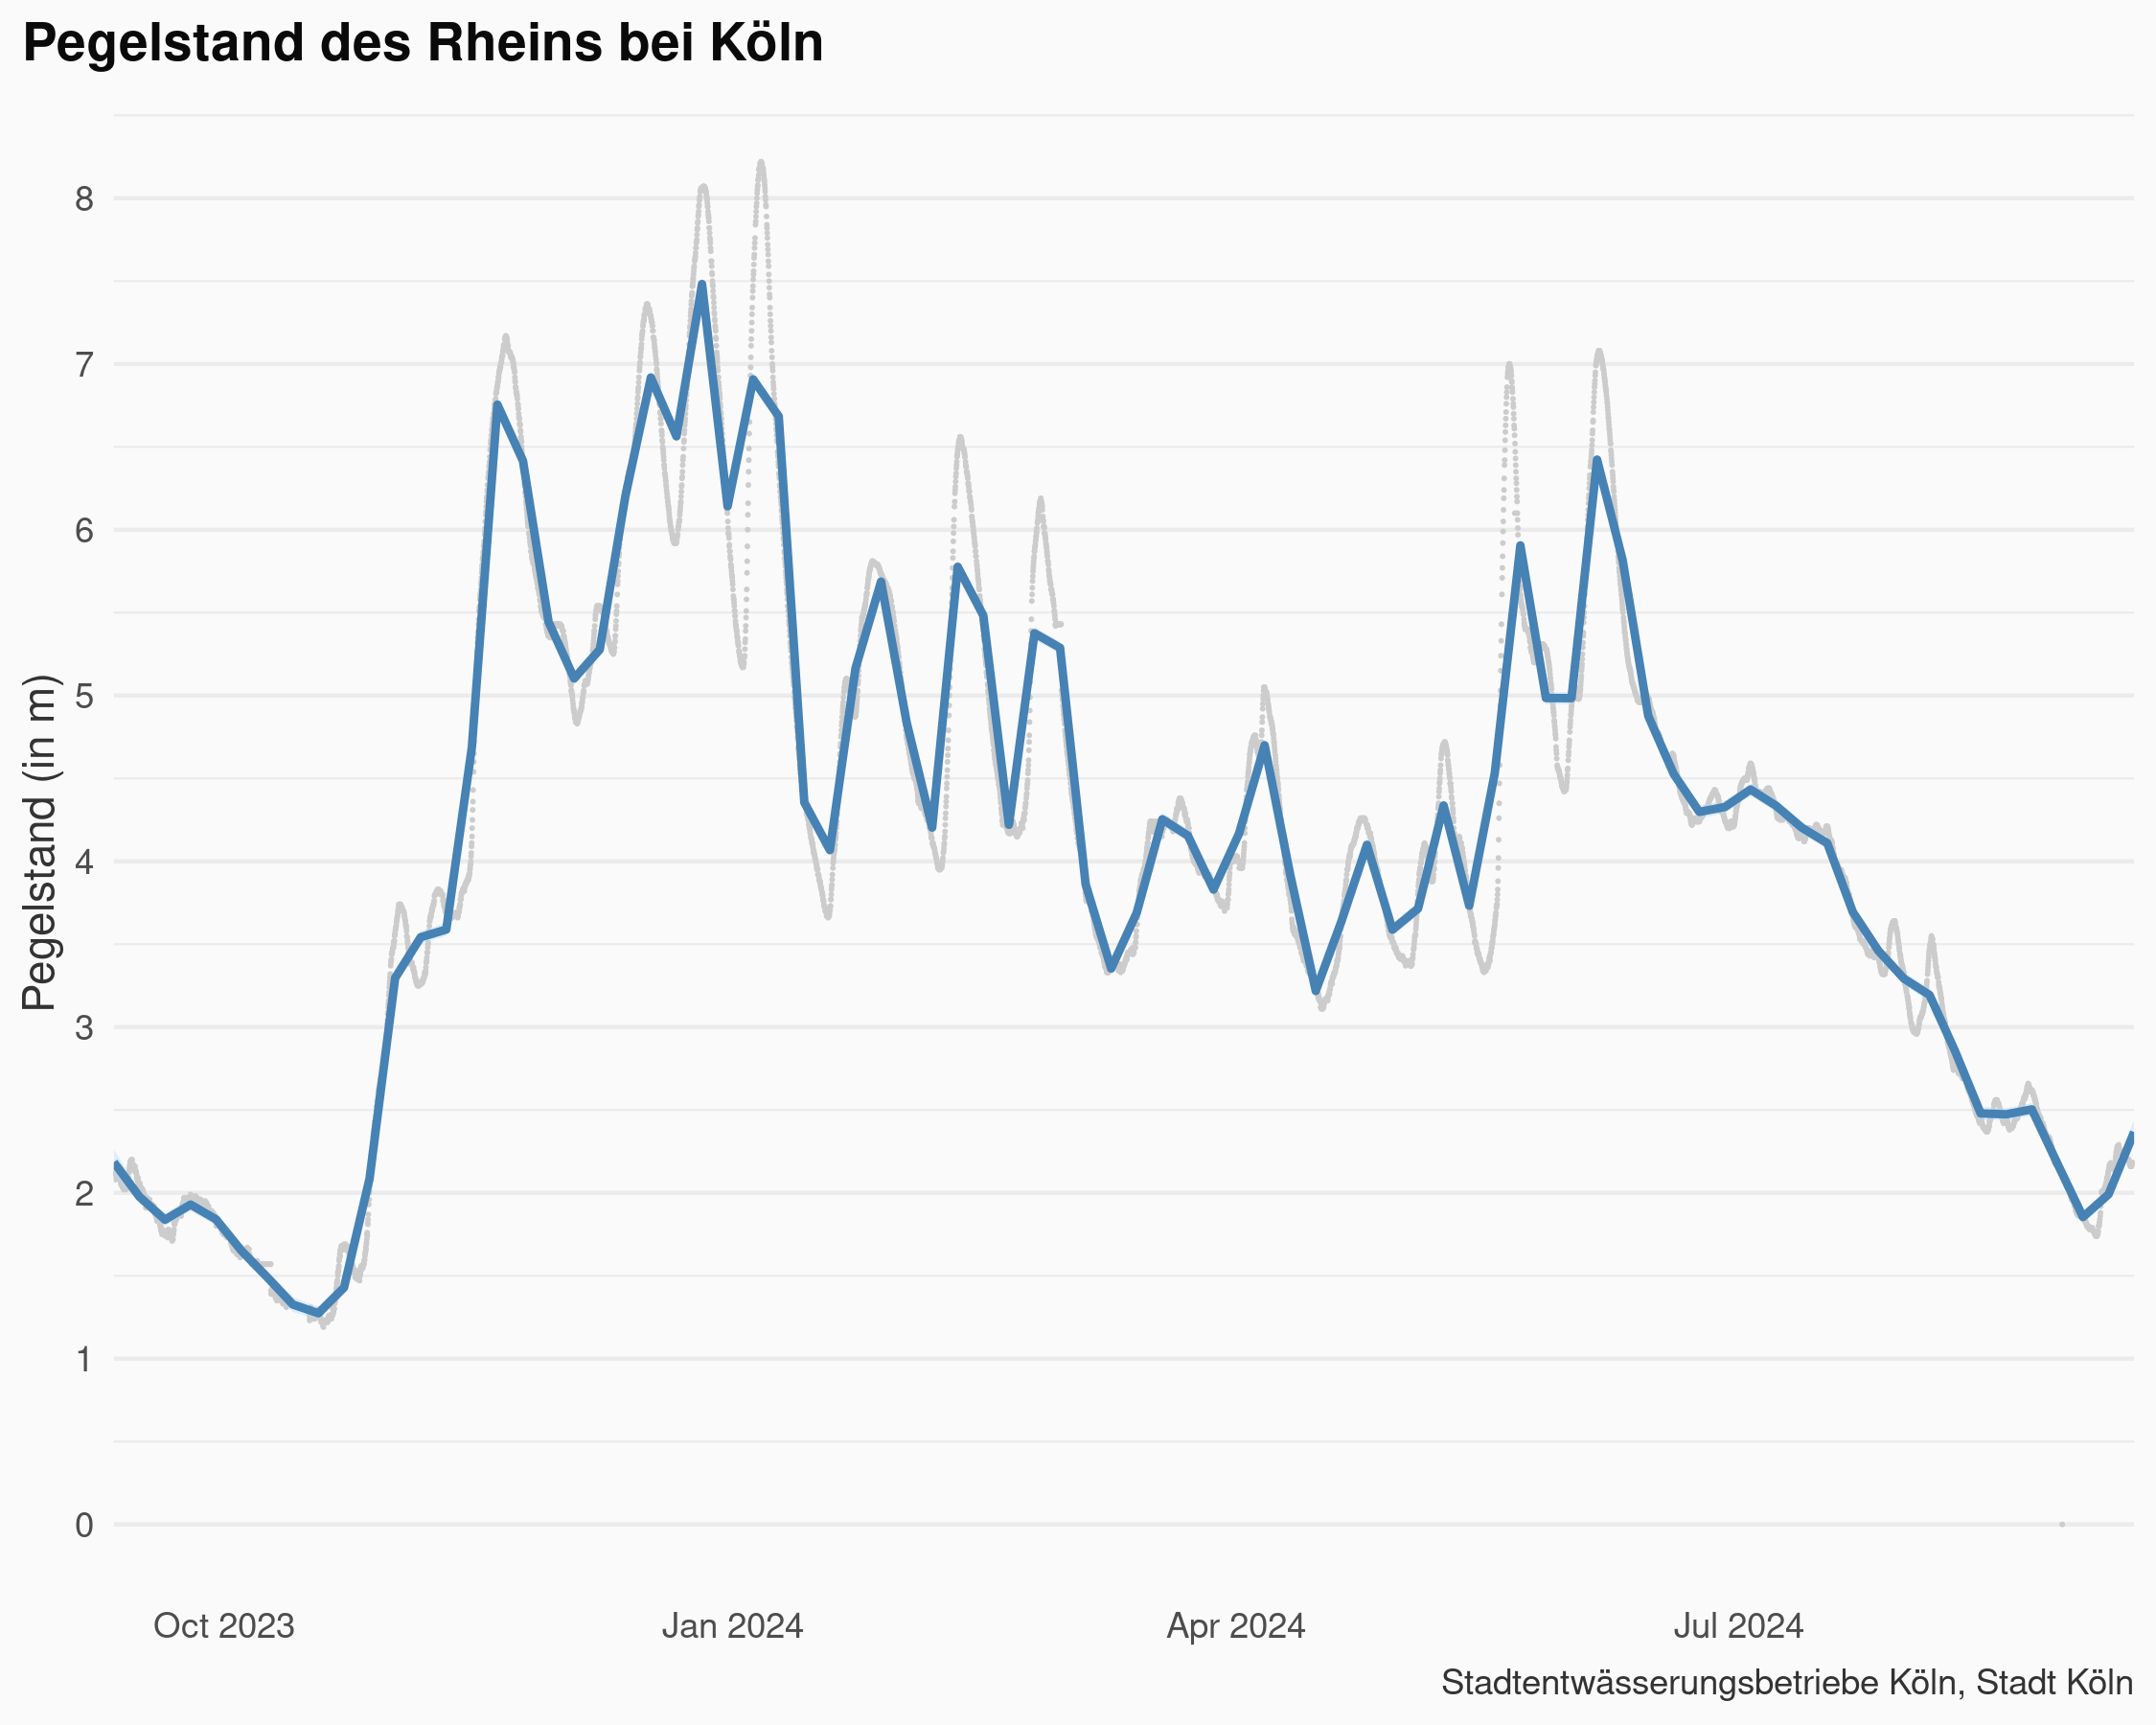 Pegelstand des Rheins bei Köln
Pegelstand (in m)
8
7
6
5
4
3
2
1
0
Oct 2023
Jan 2024
Apr 2024
Jul 2024
Stadtentwässerungsbetriebe Köln, Stadt Köln